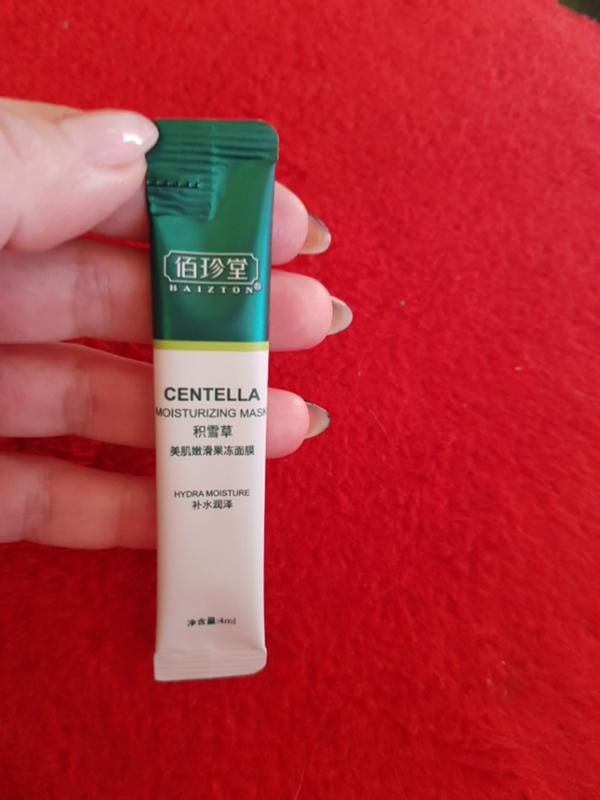 佰珍堂
BAIZTON®
CENTELLA
MOISTURIZING MASK
积雪草
美肌嫩滑果冻面膜
HYDRA MOISTURE
补水润泽
净含量:4ml